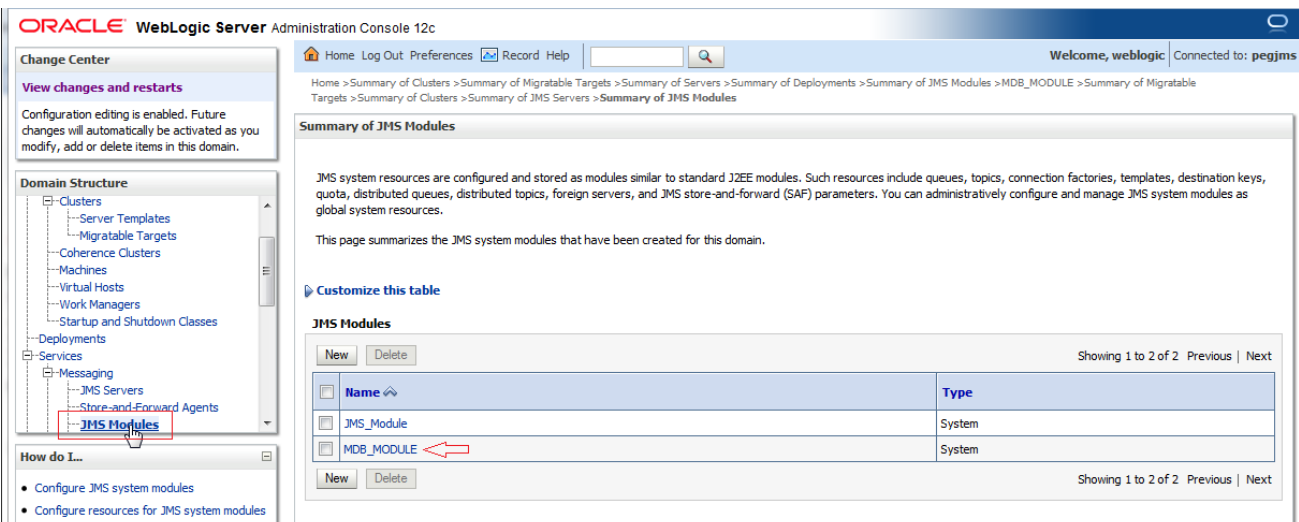 ORACLE WebLogic Server Administration Console 12c
Change Center
View changes and restarts
Configuration editing is enabled. Future
changes will automatically be activated as you
modify, add or delete items in this domain.
Domain Structure
Clusters
Server Templates
Migratable Targets
Coherence Clusters
Machines
Virtual Hosts
Work Managers
Startup and Shutdown Classes
Deployments
Services
Messaging
JMS Servers
Store-and-Forward Agents
JMS Modules
How do I...
Configure JMS system modules
Configure resources for JMS system modules
Home Log Out Preferences Record Help
Welcome, weblogic Connected to: pegjms
Home >Summary of Clusters >Summary of Migratable Targets >Summary of Servers >Summary of Deployments >Summary of JMS Modules >MDB_MODULE >Summary of Migratable
Targets >Summary of Clusters >Summary of JMS Servers >Summary of JMS Modules
Summary of JMS Modules
JMS system resources are configured and stored as modules similar to standard J2EE modules. Such resources include queues, topics, connection factories, templates, destination keys,
quota, distributed queues, distributed topics, foreign servers, and JMS store-and-forward (SAF) parameters. You can administratively configure and manage JMS system modules as
global system resources.
This page summarizes the JMS system modules that have been created for this domain.
Customize this table
JMS Modules
New Delete Showing 1 to 2 of 2 Previous | Next
Name Type
JMS_Module System
MDB_MODULE System
New Delete Showing 1 to 2 of 2 Previous | Next